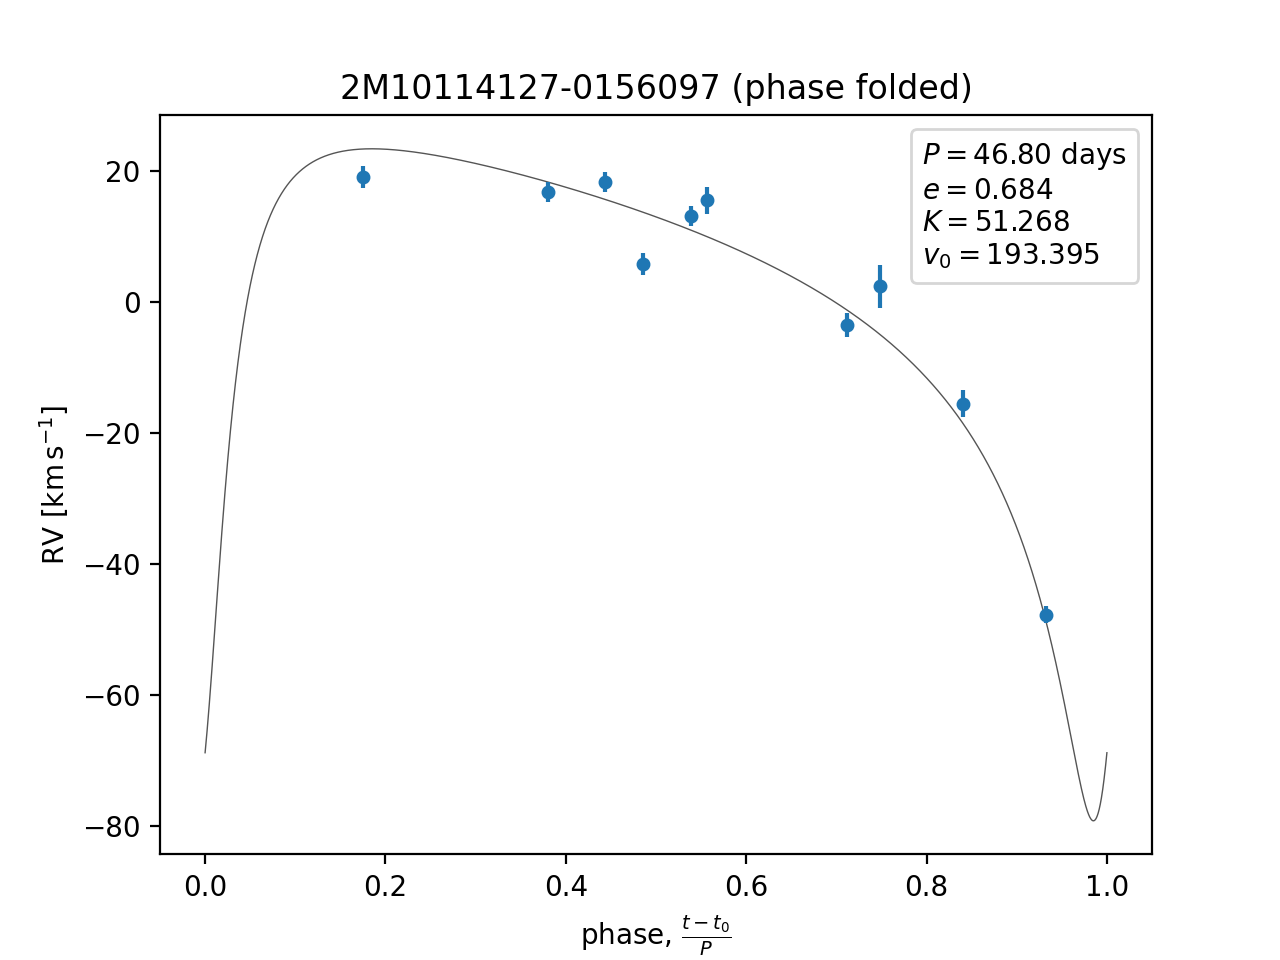 2M10114127-0156097 (phase folded)
P = 46.80 days
e = 0.684
K = 51.268
v₀ = 193.395
20
0
−20
−40
−60
−80
RV [km s⁻¹]
0.0 0.2 0.4 0.6 0.8 1.0
phase, (t − t₀)/P